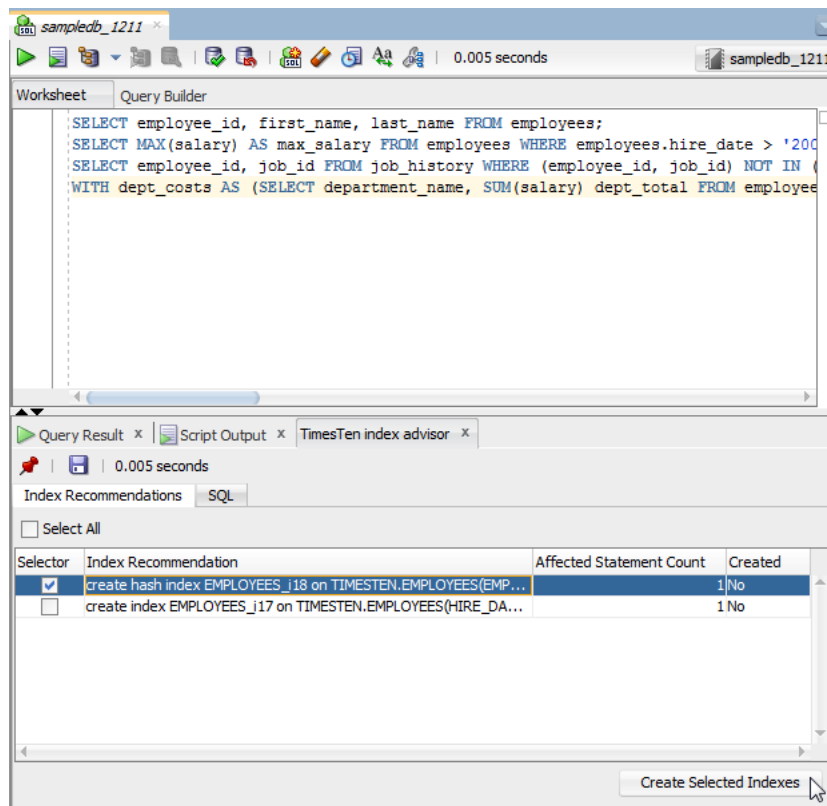 sampledb_1211
0.005 seconds
sampledb_1211
Worksheet Query Builder
SELECT employee_id, first_name, last_name FROM employees;
SELECT MAX(salary) AS max_salary FROM employees WHERE employees.hire_date > '200
SELECT employee_id, job_id FROM job_history WHERE (employee_id, job_id) NOT IN (
WITH dept_costs AS (SELECT department_name, SUM(salary) dept_total FROM employee
Query Result x Script Output x TimesTen index advisor x
0.005 seconds
Index Recommendations SQL
Select All
Selector Index Recommendation Affected Statement Count Created
create hash index EMPLOYEES_i18 on TIMESTEN.EMPLOYEES(EMP... 1 No
create index EMPLOYEES_i17 on TIMESTEN.EMPLOYEES(HIRE_DA... 1 No
Create Selected Indexes